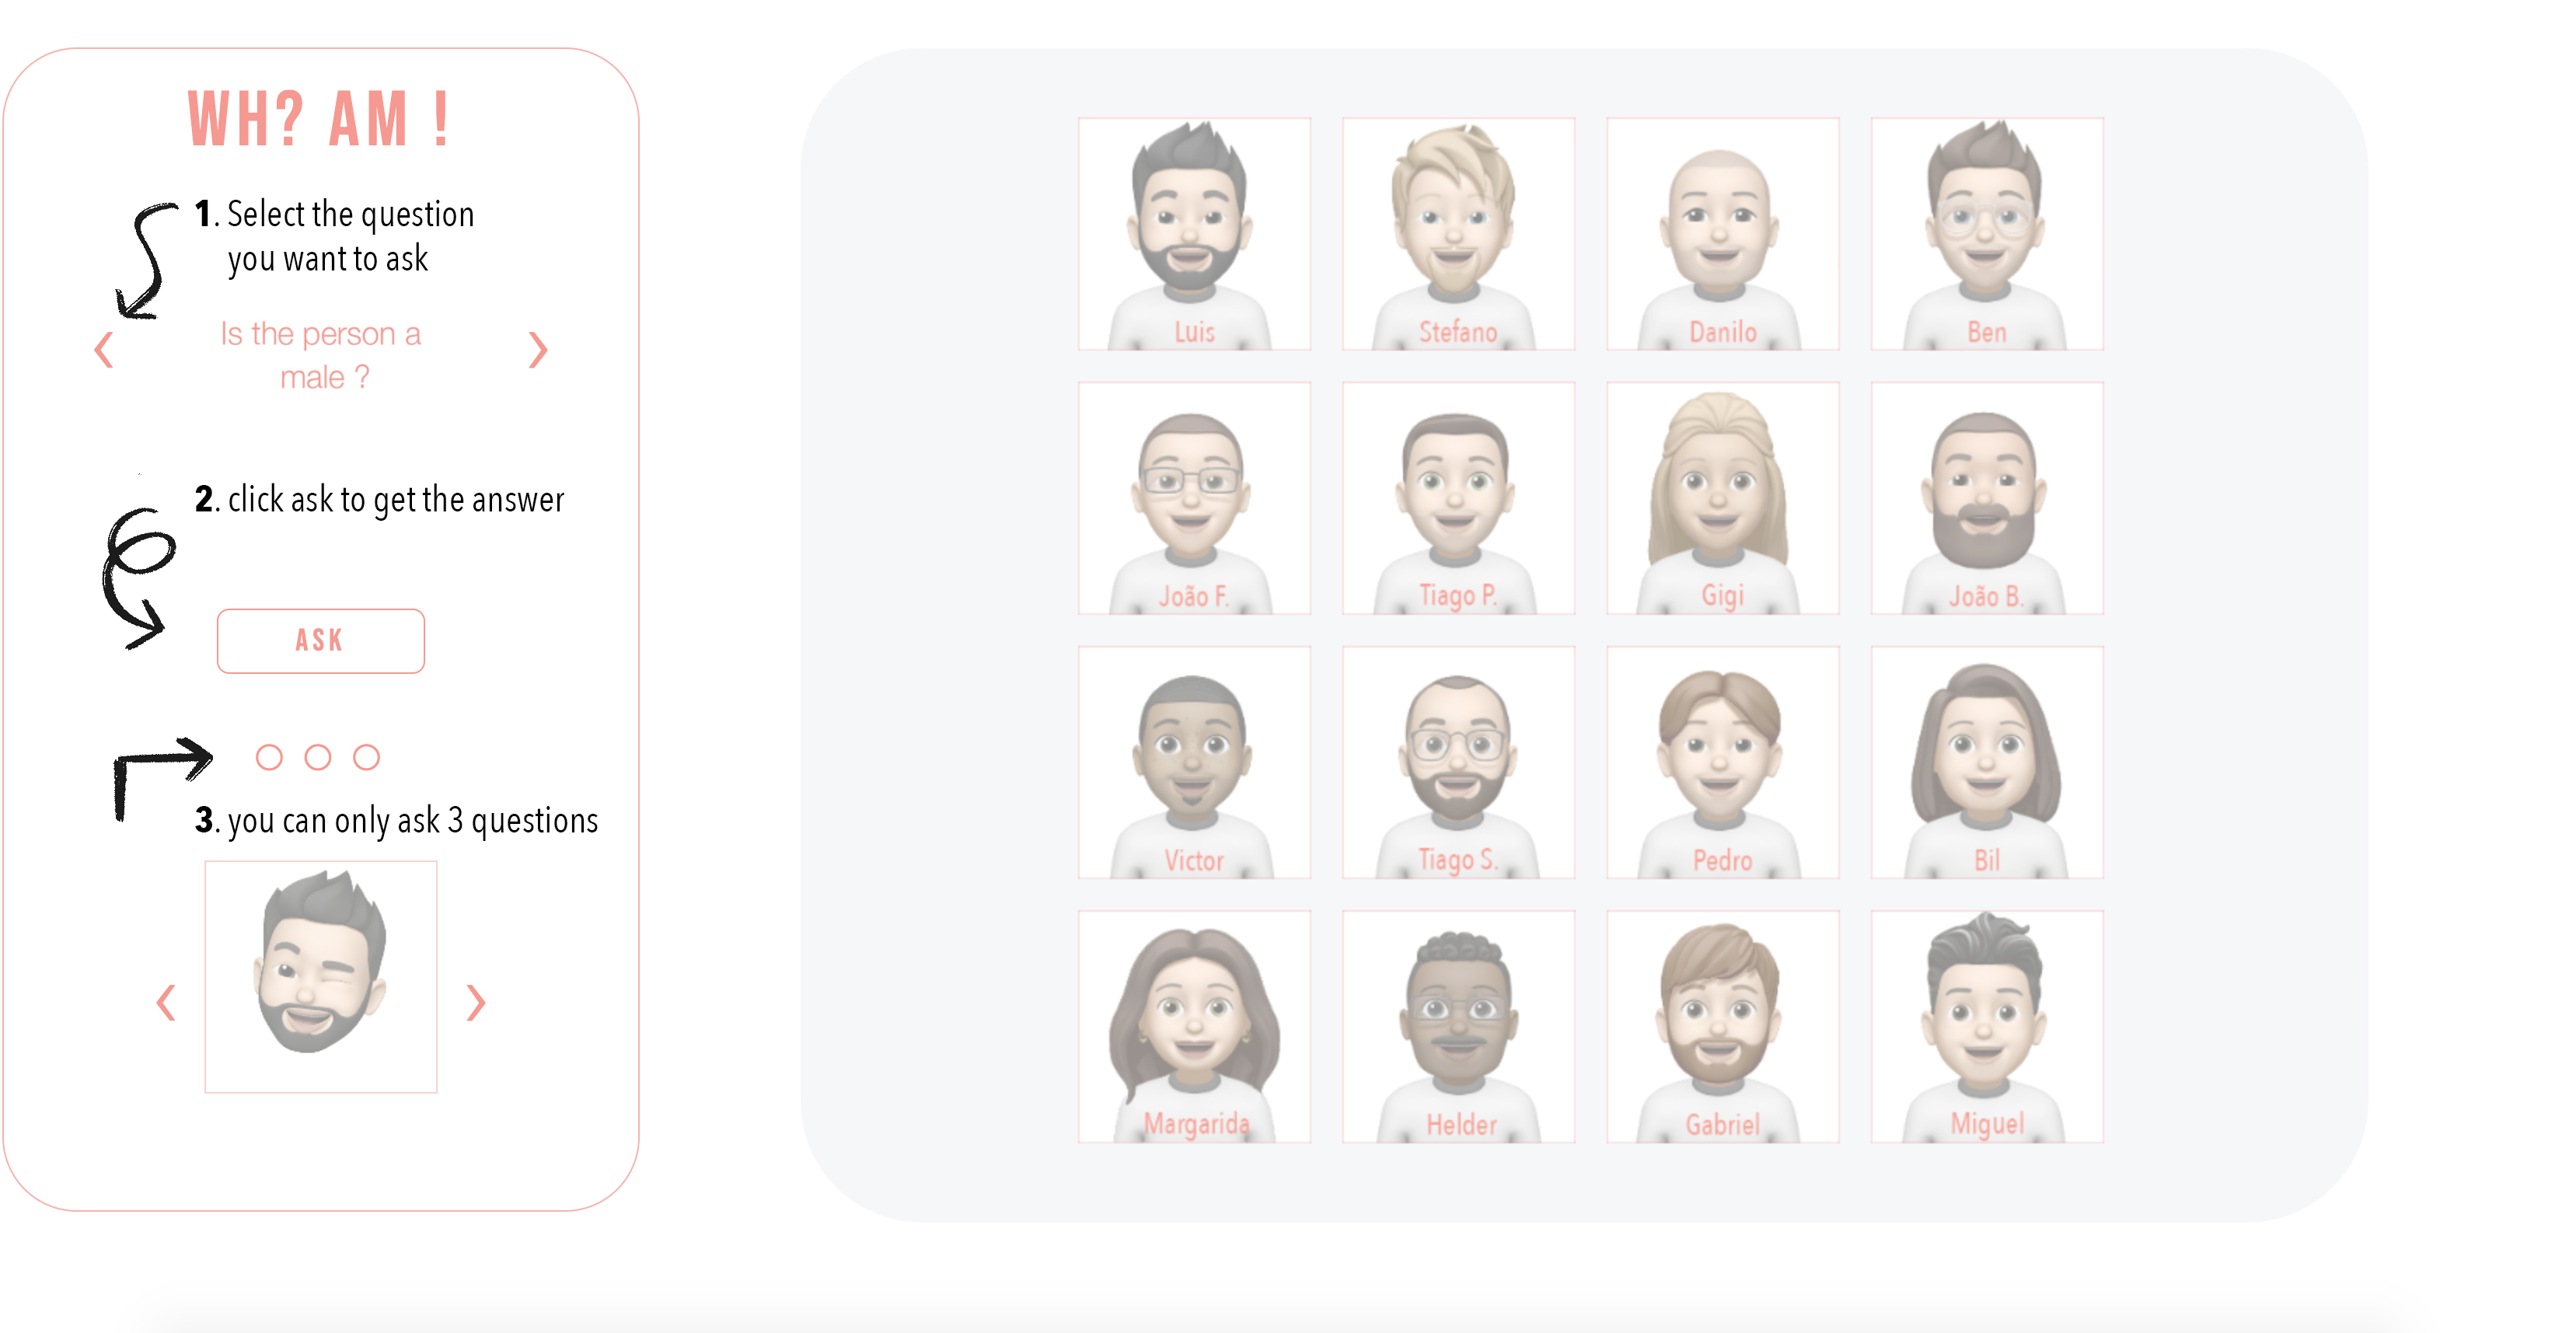 WH? AM !
1. Select the question
you want to ask
Is the person a
male ?
2. click ask to get the answer
ASK
3. you can only ask 3 questions
Luis
Stefano
Danilo
Ben
João F.
Tiago P.
Gigi
João B.
Victor
Tiago S.
Pedro
Bil
Margarida
Helder
Gabriel
Miguel